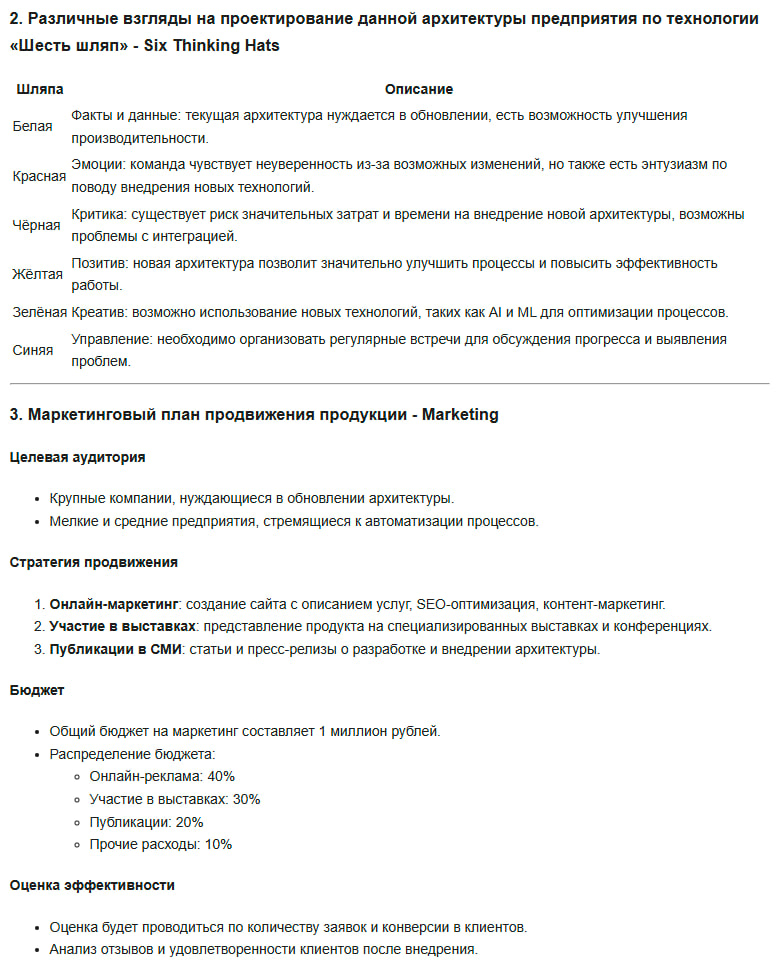 2. Различные взгляды на проектирование данной архитектуры предприятия по технологии
«Шесть шляп» - Six Thinking Hats
Шляпа Описание
Белая Факты и данные: текущая архитектура нуждается в обновлении, есть возможность улучшения
производительности.
Красная Эмоции: команда чувствует неуверенность из-за возможных изменений, но также есть энтузиазм по
поводу внедрения новых технологий.
Чёрная Критика: существует риск значительных затрат и времени на внедрение новой архитектуры, возможны
проблемы с интеграцией.
Жёлтая Позитив: новая архитектура позволит значительно улучшить процессы и повысить эффективность
работы.
Зелёная Креатив: возможно использование новых технологий, таких как AI и ML для оптимизации процессов.
Синяя Управление: необходимо организовать регулярные встречи для обсуждения прогресса и выявления
проблем.
3. Маркетинговый план продвижения продукции - Marketing
Целевая аудитория
• Крупные компании, нуждающиеся в обновлении архитектуры.
• Мелкие и средние предприятия, стремящиеся к автоматизации процессов.
Стратегия продвижения
1. Онлайн-маркетинг: создание сайта с описанием услуг, SEO-оптимизация, контент-маркетинг.
2. Участие в выставках: представление продукта на специализированных выставках и конференциях.
3. Публикации в СМИ: статьи и пресс-релизы о разработке и внедрении архитектуры.
Бюджет
• Общий бюджет на маркетинг составляет 1 миллион рублей.
• Распределение бюджета:
◦ Онлайн-реклама: 40%
◦ Участие в выставках: 30%
◦ Публикации: 20%
◦ Прочие расходы: 10%
Оценка эффективности
• Оценка будет проводиться по количеству заявок и конверсии в клиентов.
• Анализ отзывов и удовлетворенности клиентов после внедрения.